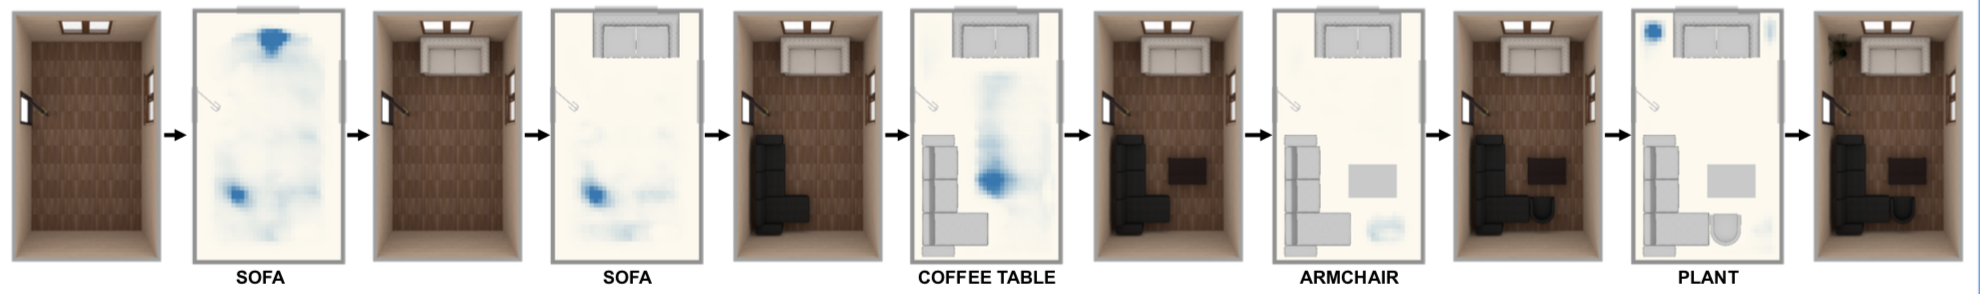 SOFA
SOFA
COFFEE TABLE
ARMCHAIR
PLANT